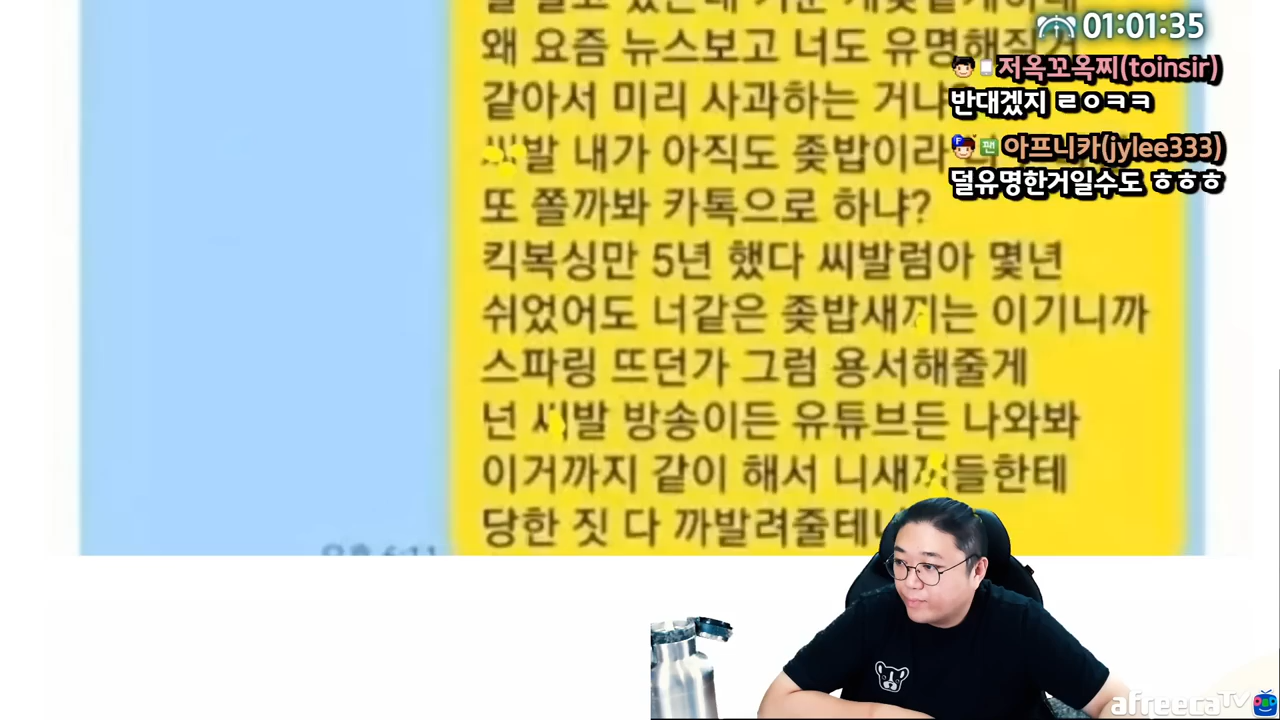 왜 요즘 뉴스보고 너도 유명해진거
같아서 미리 사과하는 거냐?
발 내가 아직도 좆밥이라
또 쫄까봐 카톡으로 하냐?
킥복싱만 5년 했다 씨발럼아 몇년
쉬었어도 너같은 좆밥새끼는 이기니까
스파링 뜨던가 그럼 용서해줄게
넌 씨발 방송이든 유튜브든 나와봐
이거까지 같이 해서 니새끼들한테
당한 짓 다 까발려줄테니
오후 6:11
01:01:35
저옥꼬옥찌(toinsir)
반대겠지 ㄹㅇㅋㅋ
F 팬 아프니카(jylee333)
덜유명한거일수도 ㅎㅎㅎ
afreecaTV